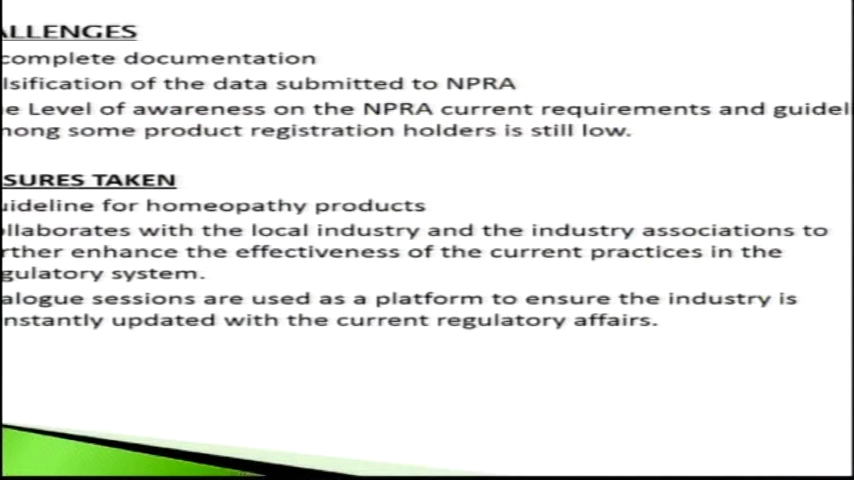 ALLENGES
complete documentation
lsification of the data submitted to NPRA
e Level of awareness on the NPRA current requirements and guidel
nong some product registration holders is still low.
SURES TAKEN
uideline for homeopathy products
ollaborates with the local industry and the industry associations to
rther enhance the effectiveness of the current practices in the
gulatory system.
alogue sessions are used as a platform to ensure the industry is
nstantly updated with the current regulatory affairs.